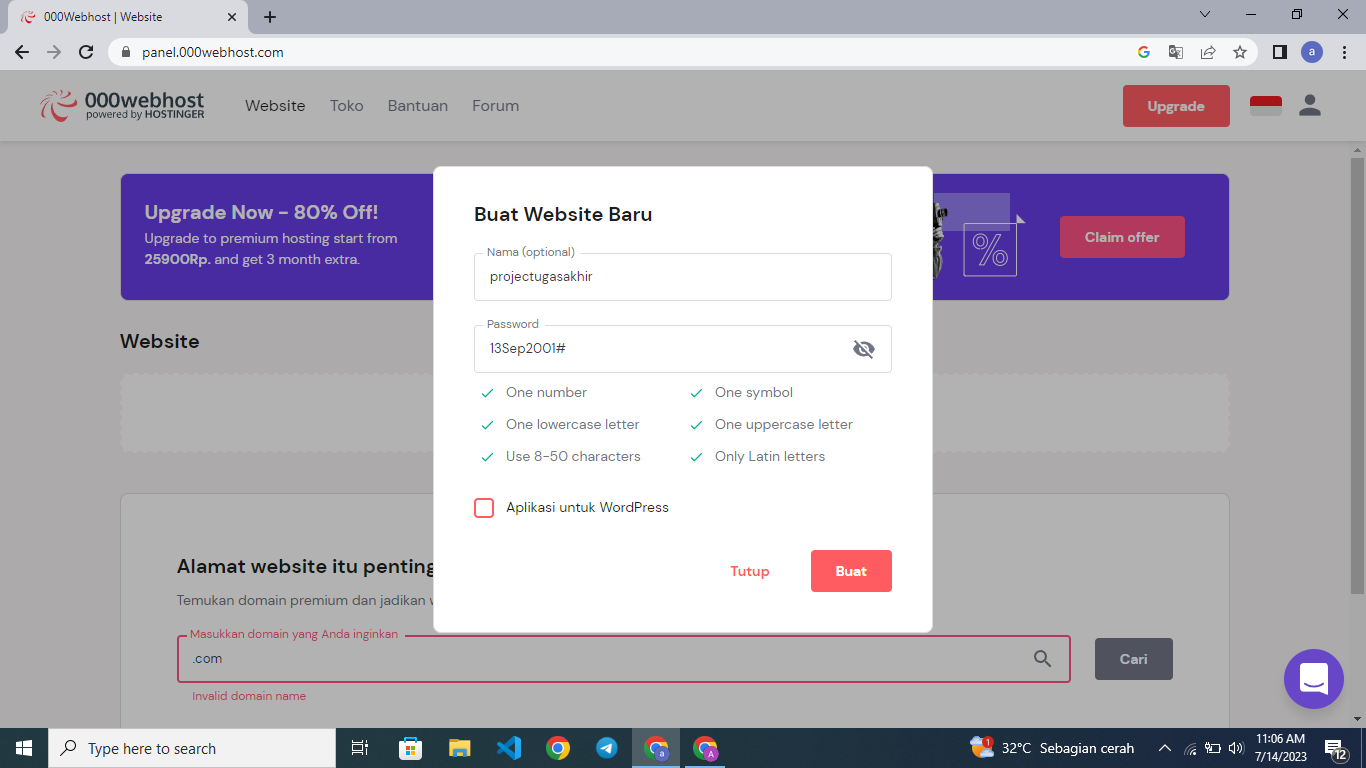 000Webhost | Website
panel.000webhost.com
a
000webhost
powered by HOSTINGER
Website Toko Bantuan Forum
Upgrade
Upgrade Now - 80% Off!
Upgrade to premium hosting start from
25900Rp. and get 3 month extra.
%
Claim offer
Website
Buat Website Baru
Nama (optional)
projectugasakhir
Password
13Sep2001#
One number
One symbol
One lowercase letter
One uppercase letter
Use 8-50 characters
Only Latin letters
Aplikasi untuk WordPress
Tutup
Buat
Alamat website itu penting
Temukan domain premium dan jadikan
Masukkan domain yang Anda inginkan
.com
Cari
Invalid domain name
Type here to search
a
A
1
32°C Sebagian cerah
11:06 AM
7/14/2023
12